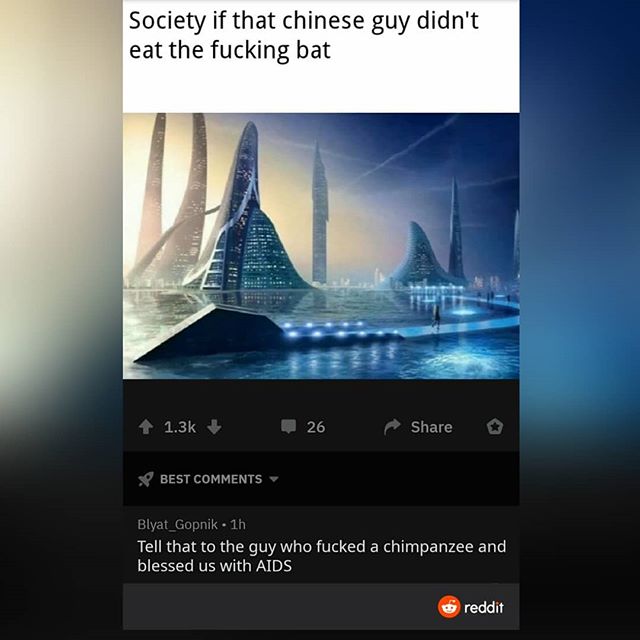 Society if that chinese guy didn't
eat the fucking bat
1.3k 26 Share
BEST COMMENTS
Blyat_Gopnik • 1h
Tell that to the guy who fucked a chimpanzee and
blessed us with AIDS
reddit